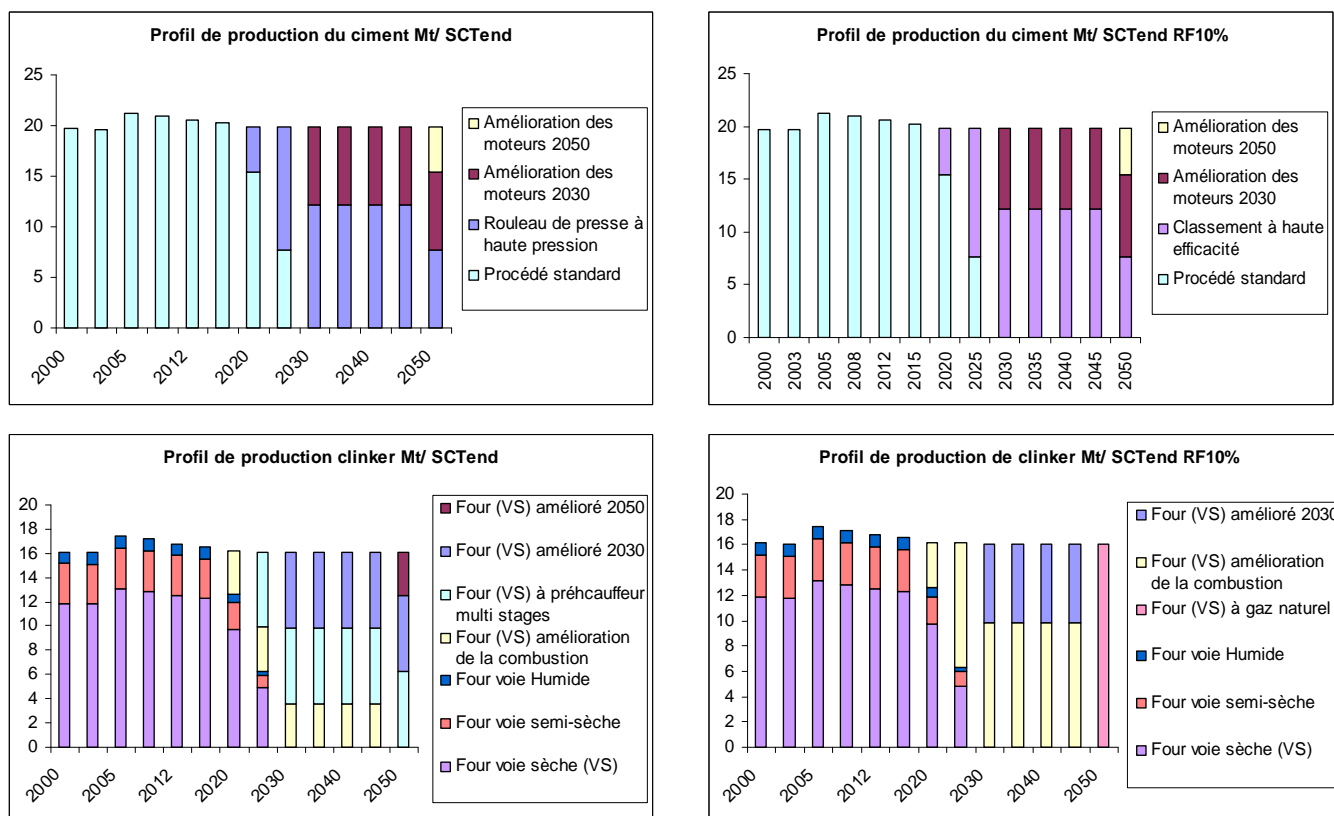 Profil de production du ciment Mt/ SCTend
25
20
15
10
5
0
2000
2005
2012
2020
2030
2040
2050
Amélioration des
moteurs 2050
Amélioration des
moteurs 2030
Rouleau de presse à
haute pression
Procédé standard
Profil de production du ciment Mt/ SCTend RF10%
25
20
15
10
5
0
2000
2003
2005
2008
2012
2015
2020
2025
2030
2035
2040
2045
2050
Amélioration des
moteurs 2050
Amélioration des
moteurs 2030
Classement à haute
efficacité
Procédé standard
Profil de production clinker Mt/ SCTend
20
18
16
14
12
10
8
6
4
2
0
2000
2005
2012
2020
2030
2040
2050
Four (VS) amélioré 2050
Four (VS) amélioré 2030
Four (VS) à préhcauffeur
multi stages
Four (VS) amélioration
de la combustion
Four voie Humide
Four voie semi-sèche
Four voie sèche (VS)
Profil de production de clinker Mt/ SCTend RF10%
20
18
16
14
12
10
8
6
4
2
0
2000
2005
2012
2020
2030
2040
2050
Four (VS) amélioré 2030
Four (VS) amélioration
de la combustion
Four (VS) à gaz naturel
Four voie Humide
Four voie semi-sèche
Four voie sèche (VS)